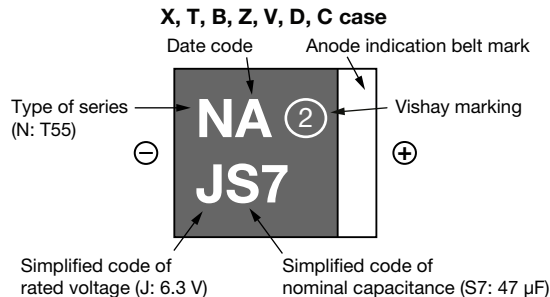 X, T, B, Z, V, D, C case
Date code
Anode indication belt mark
Type of series
(N: T55)
NA 2
Vishay marking
⊖
⊕
JS7
Simplified code of
rated voltage (J: 6.3 V)
Simplified code of
nominal capacitance (S7: 47 μF)